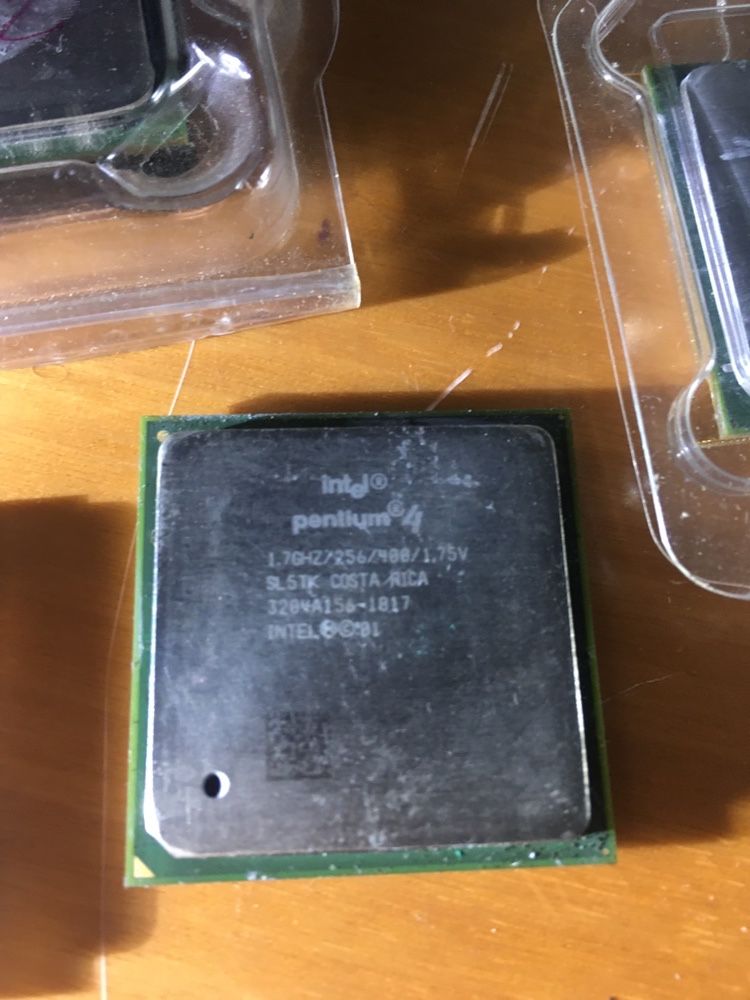 intel®
pentium® 4
1.7GHZ/256/400/1.75V
SL5TK COSTA RICA
3204A156-1817
INTEL Ⓜ Ⓒ '01